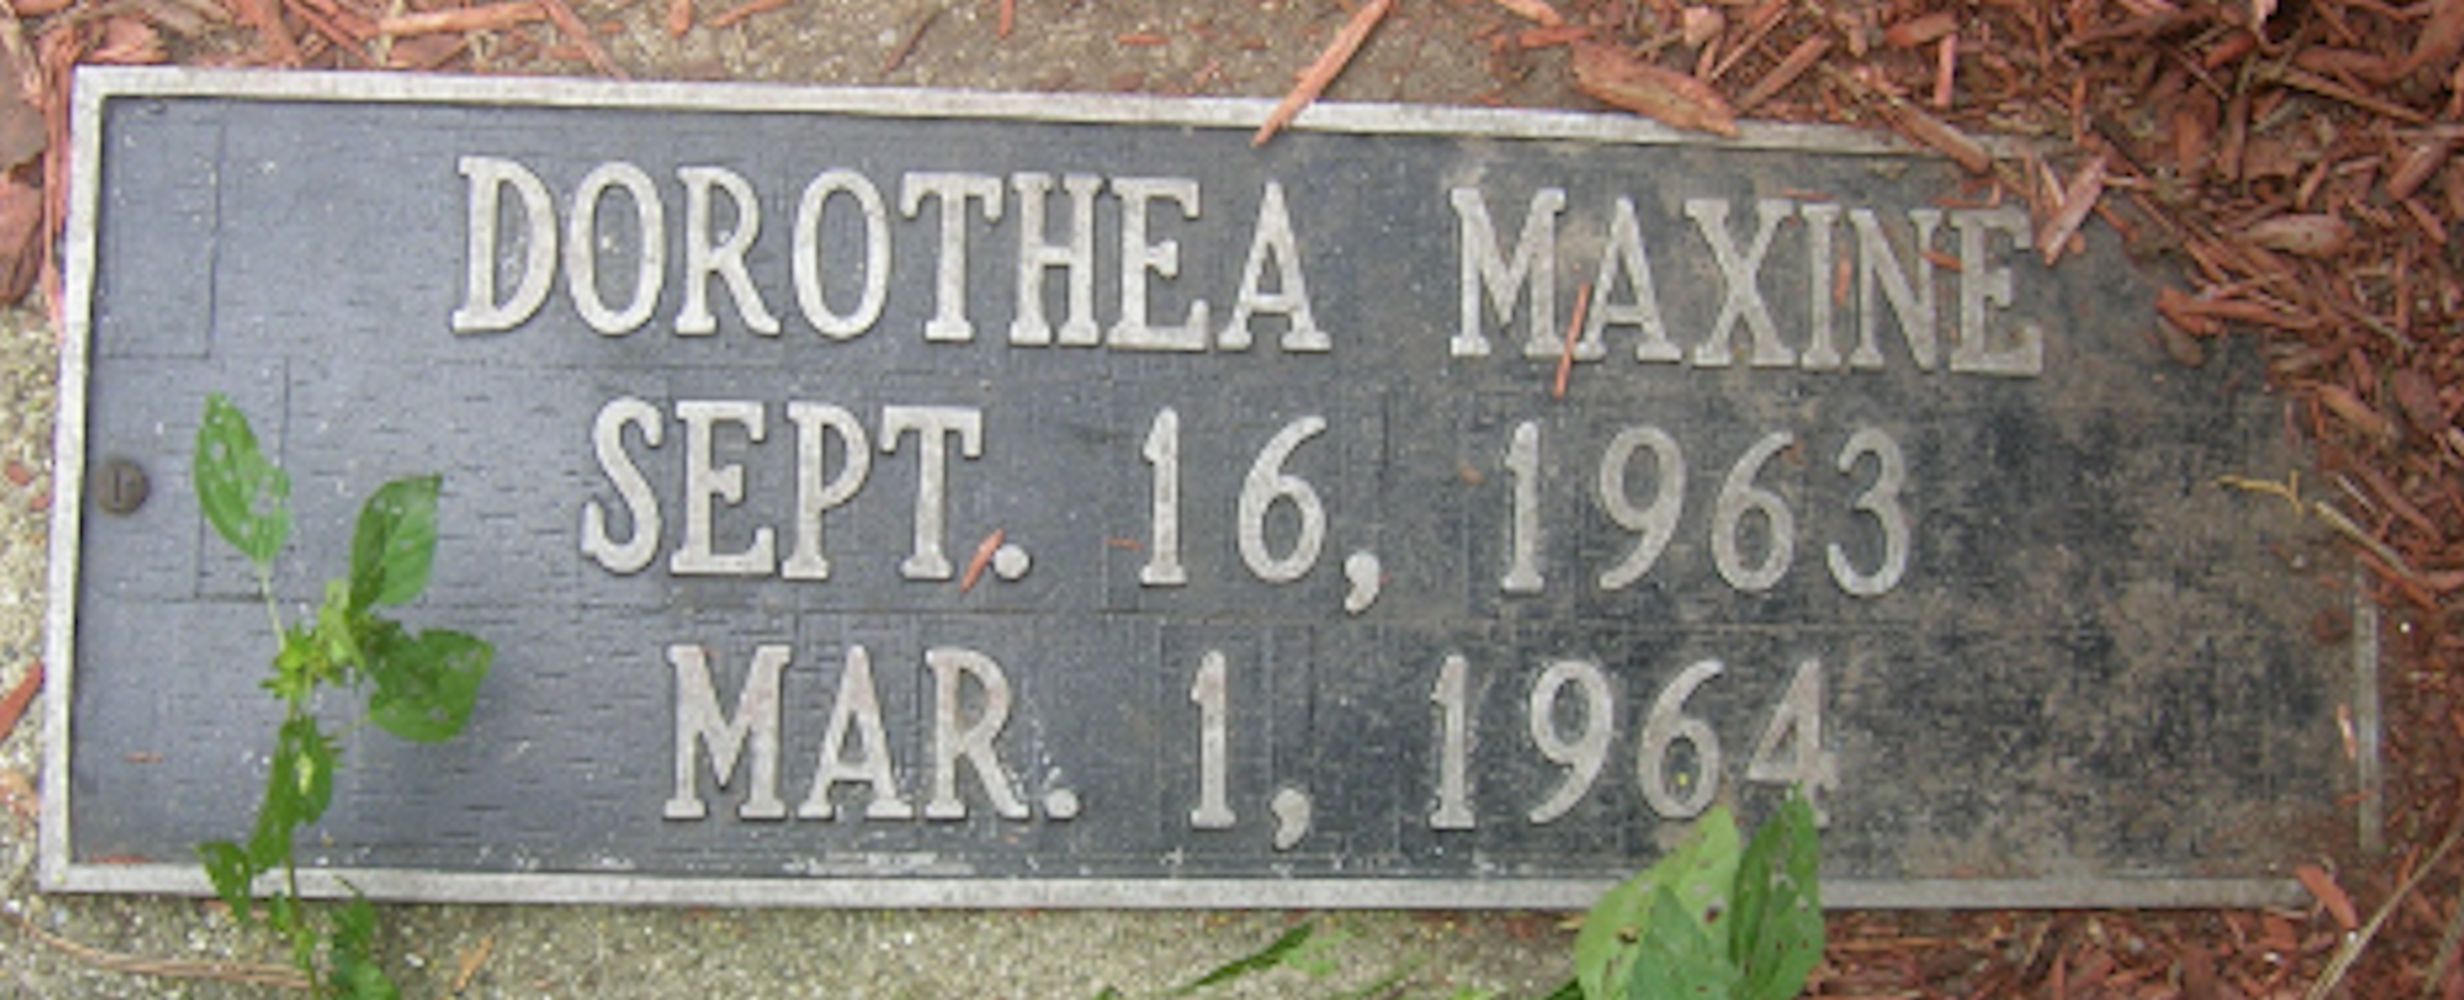 DOROTHEA MAXINE
SEPT. 16, 1963
MAR. 1, 1964